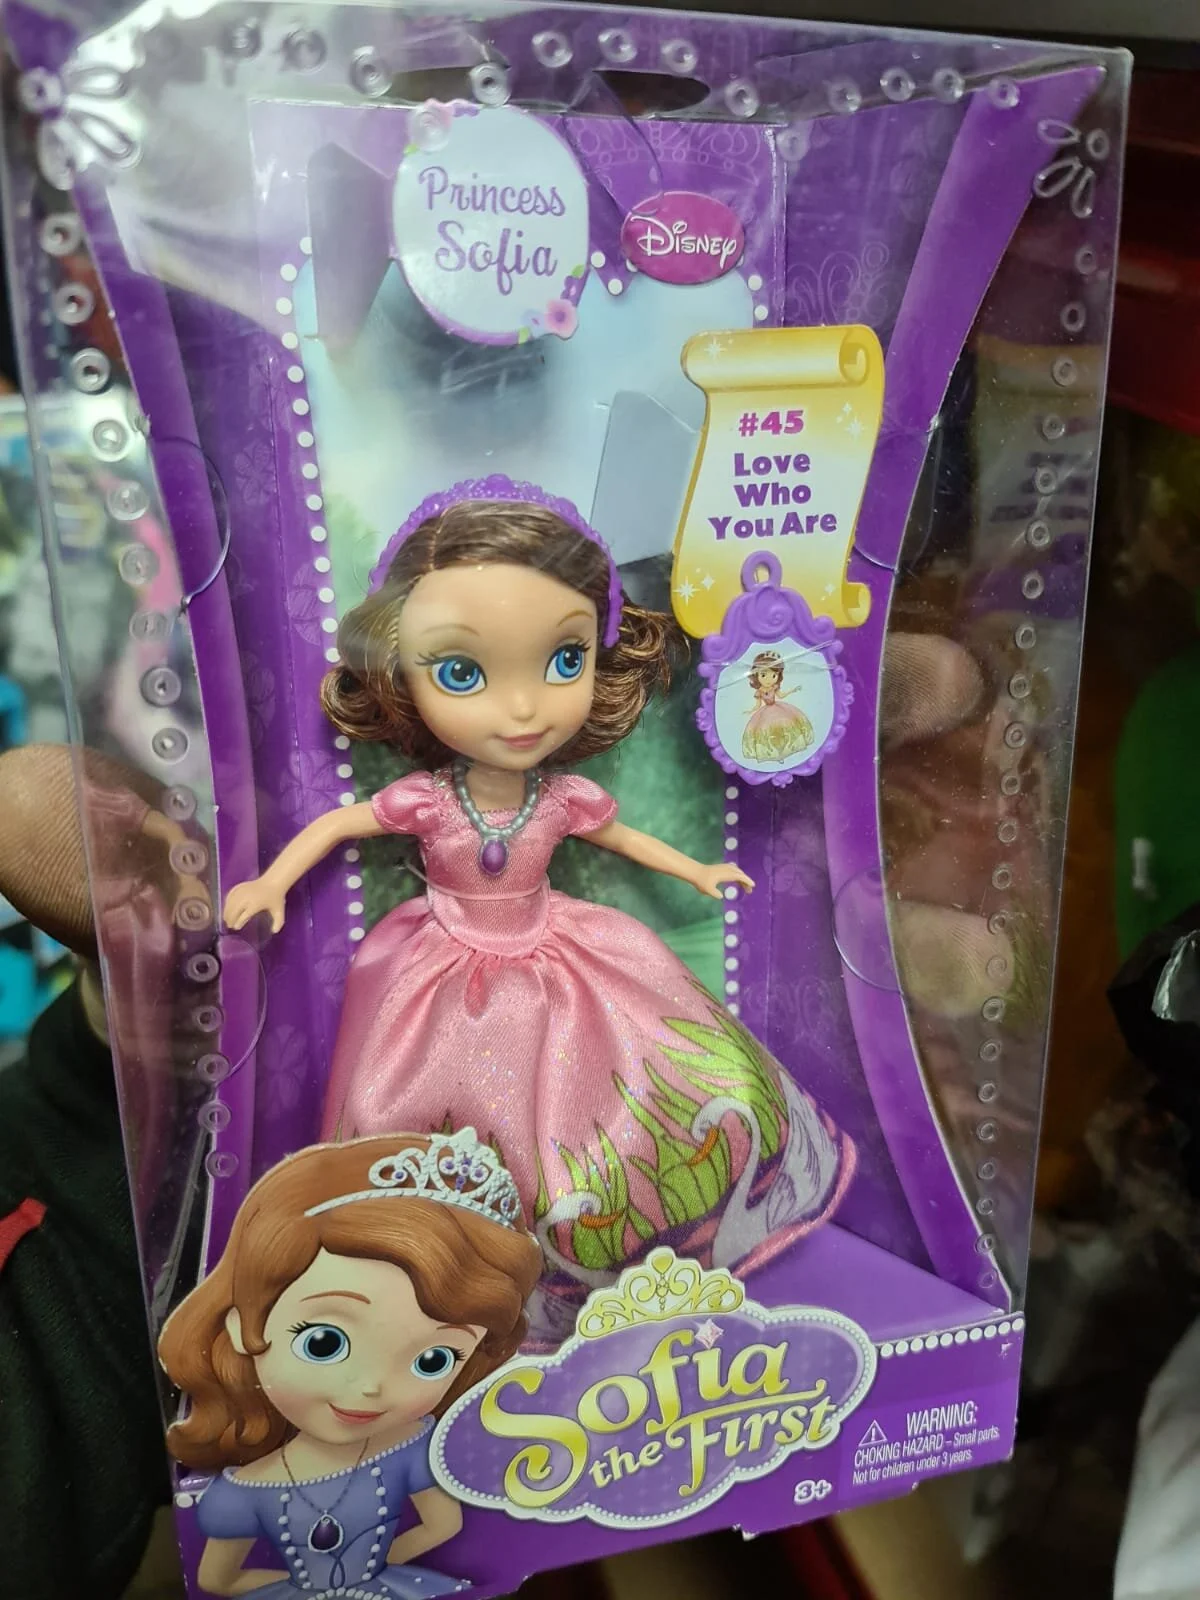 Princess
Sofia
Disney
#45
Love
Who
You Are
Sofia
the First
WARNING:
CHOKING HAZARD – Small parts.
Not for children under 3 years.
3+